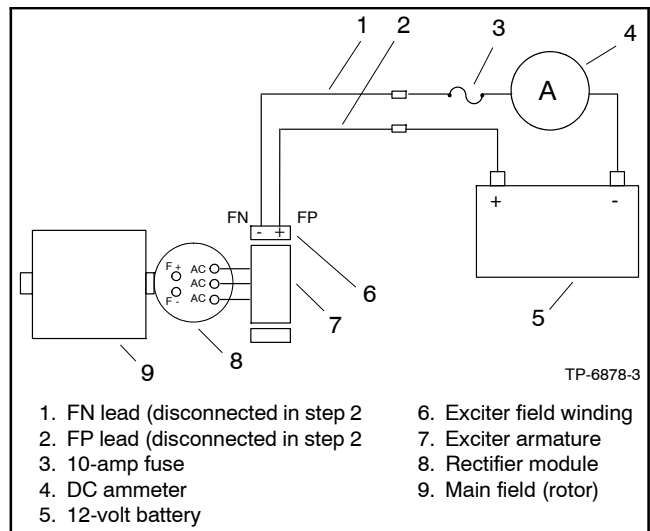 1 2 3 4
A
+ -
FN FP
- +
F + AC
AC
F - AC
6
7
5
8
9
TP-6878-3
1. FN lead (disconnected in step 2
2. FP lead (disconnected in step 2
3. 10-amp fuse
4. DC ammeter
5. 12-volt battery
6. Exciter field winding
7. Exciter armature
8. Rectifier module
9. Main field (rotor)